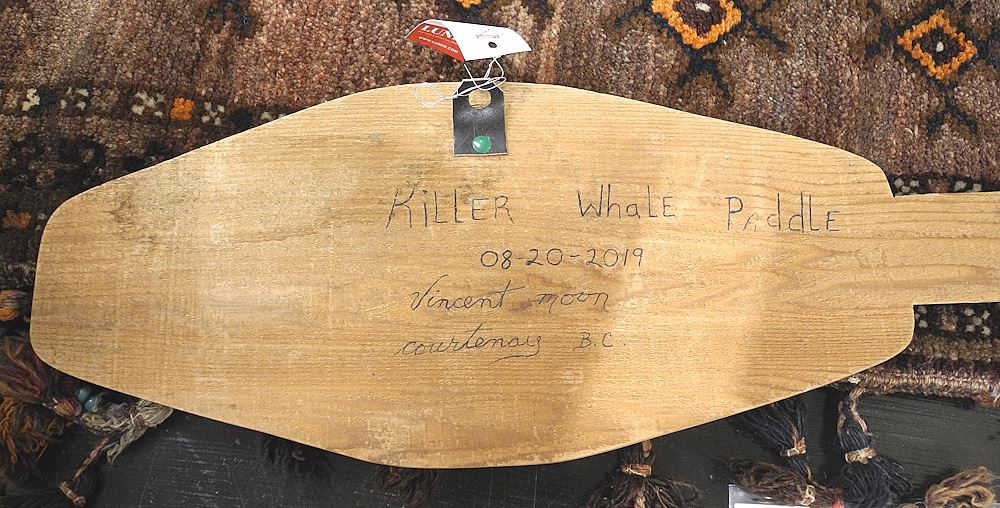 KiLLER WhaLE PaddLE
08-20-2019
Vincent moon
courtenay B.C.